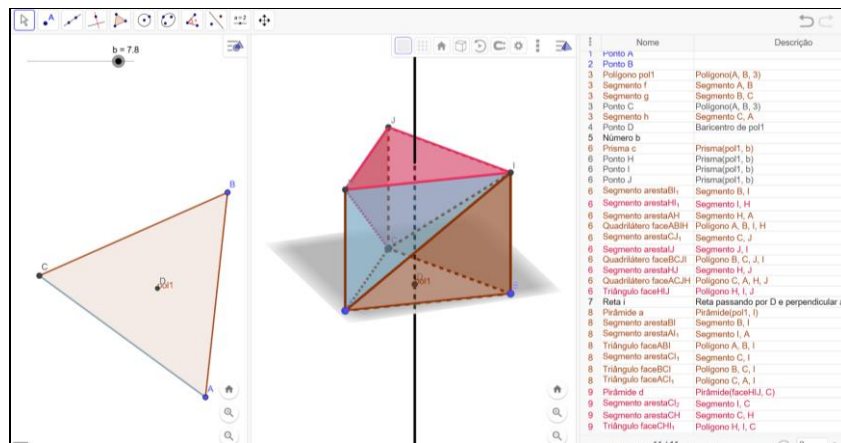 A
a=2
b = 7.8
B
C
D
pol1
A
J
I
pol1
B
Nome
Descrição
1 Ponto A
2 Ponto B
3 Polígono pol1 Polígono(A, B, 3)
3 Segmento f Segmento A, B
3 Segmento g Segmento B, C
3 Ponto C Polígono(A, B, 3)
3 Segmento h Segmento C, A
4 Ponto D Baricentro de pol1
5 Número b
6 Prisma c Prisma(pol1, b)
6 Ponto H Prisma(pol1, b)
6 Ponto I Prisma(pol1, b)
6 Ponto J Prisma(pol1, b)
6 Segmento arestaBI₁ Segmento B, I
6 Segmento arestaHI₁ Segmento I, H
6 Segmento arestaAH Segmento H, A
6 Quadrilátero faceABIH Polígono A, B, I, H
6 Segmento arestaCJ₁ Segmento C, J
6 Segmento arestaIJ Segmento J, I
6 Quadrilátero faceBCJI Polígono B, C, J, I
6 Segmento arestaHJ Segmento H, J
6 Quadrilátero faceACJH Polígono C, A, H, J
6 Triângulo faceHIJ Polígono H, I, J
7 Reta i Reta passando por D e perpendicular
8 Pirâmide a Pirâmide(pol1, I)
8 Segmento arestaBI Segmento B, I
8 Segmento arestaAI₁ Segmento I, A
8 Triângulo faceABI Polígono A, B, I
8 Segmento arestaCI₁ Segmento C, I
8 Triângulo faceBCI Polígono B, C, I
8 Triângulo faceACI₁ Polígono C, A, I
9 Pirâmide d Pirâmide(faceHIJ, C)
9 Segmento arestaCI₂ Segmento I, C
9 Segmento arestaCH Segmento C, H
9 Triângulo faceCHI₁ Polígono H, I, C